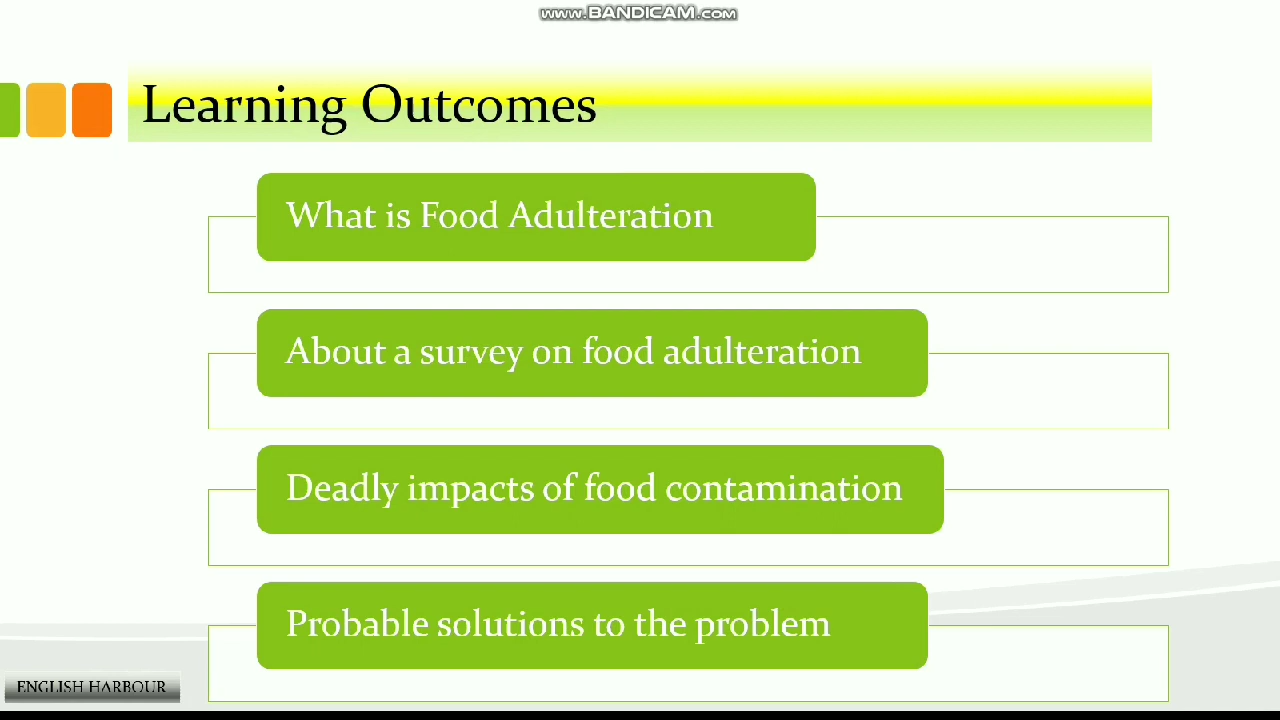 www.BANDICAM.com
Learning Outcomes
What is Food Adulteration
About a survey on food adulteration
Deadly impacts of food contamination
Probable solutions to the problem
ENGLISH HARBOUR